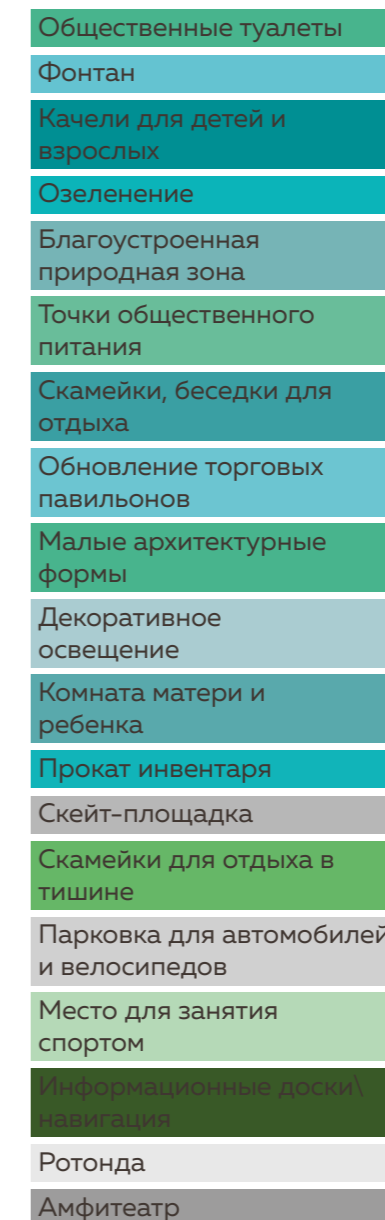 Общественные туалеты
Фонтан
Качели для детей и
взрослых
Озеленение
Благоустроенная
природная зона
Точки общественного
питания
Скамейки, беседки для
отдыха
Обновление торговых
павильонов
Малые архитектурные
формы
Декоративное
освещение
Комната матери и
ребенка
Прокат инвентаря
Скейт-площадка
Скамейки для отдыха в
тишине
Парковка для автомобилей
и велосипедов
Место для занятия
спортом
Информационные доски\
навигация
Ротонда
Амфитеатр